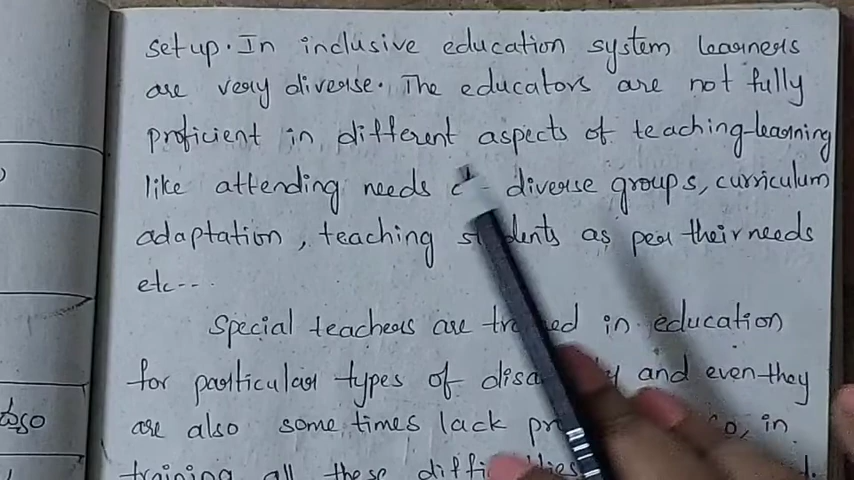 setup. In inclusive education system learners
are very diverse. The educators are not fully
proficient in different aspects of teaching-learning
like attending needs diverse groups, curriculum
adaptation, teaching students as per their needs
etc---
Special teachers are trained in education
for particular types of and even they
are also some times lack in
training all these